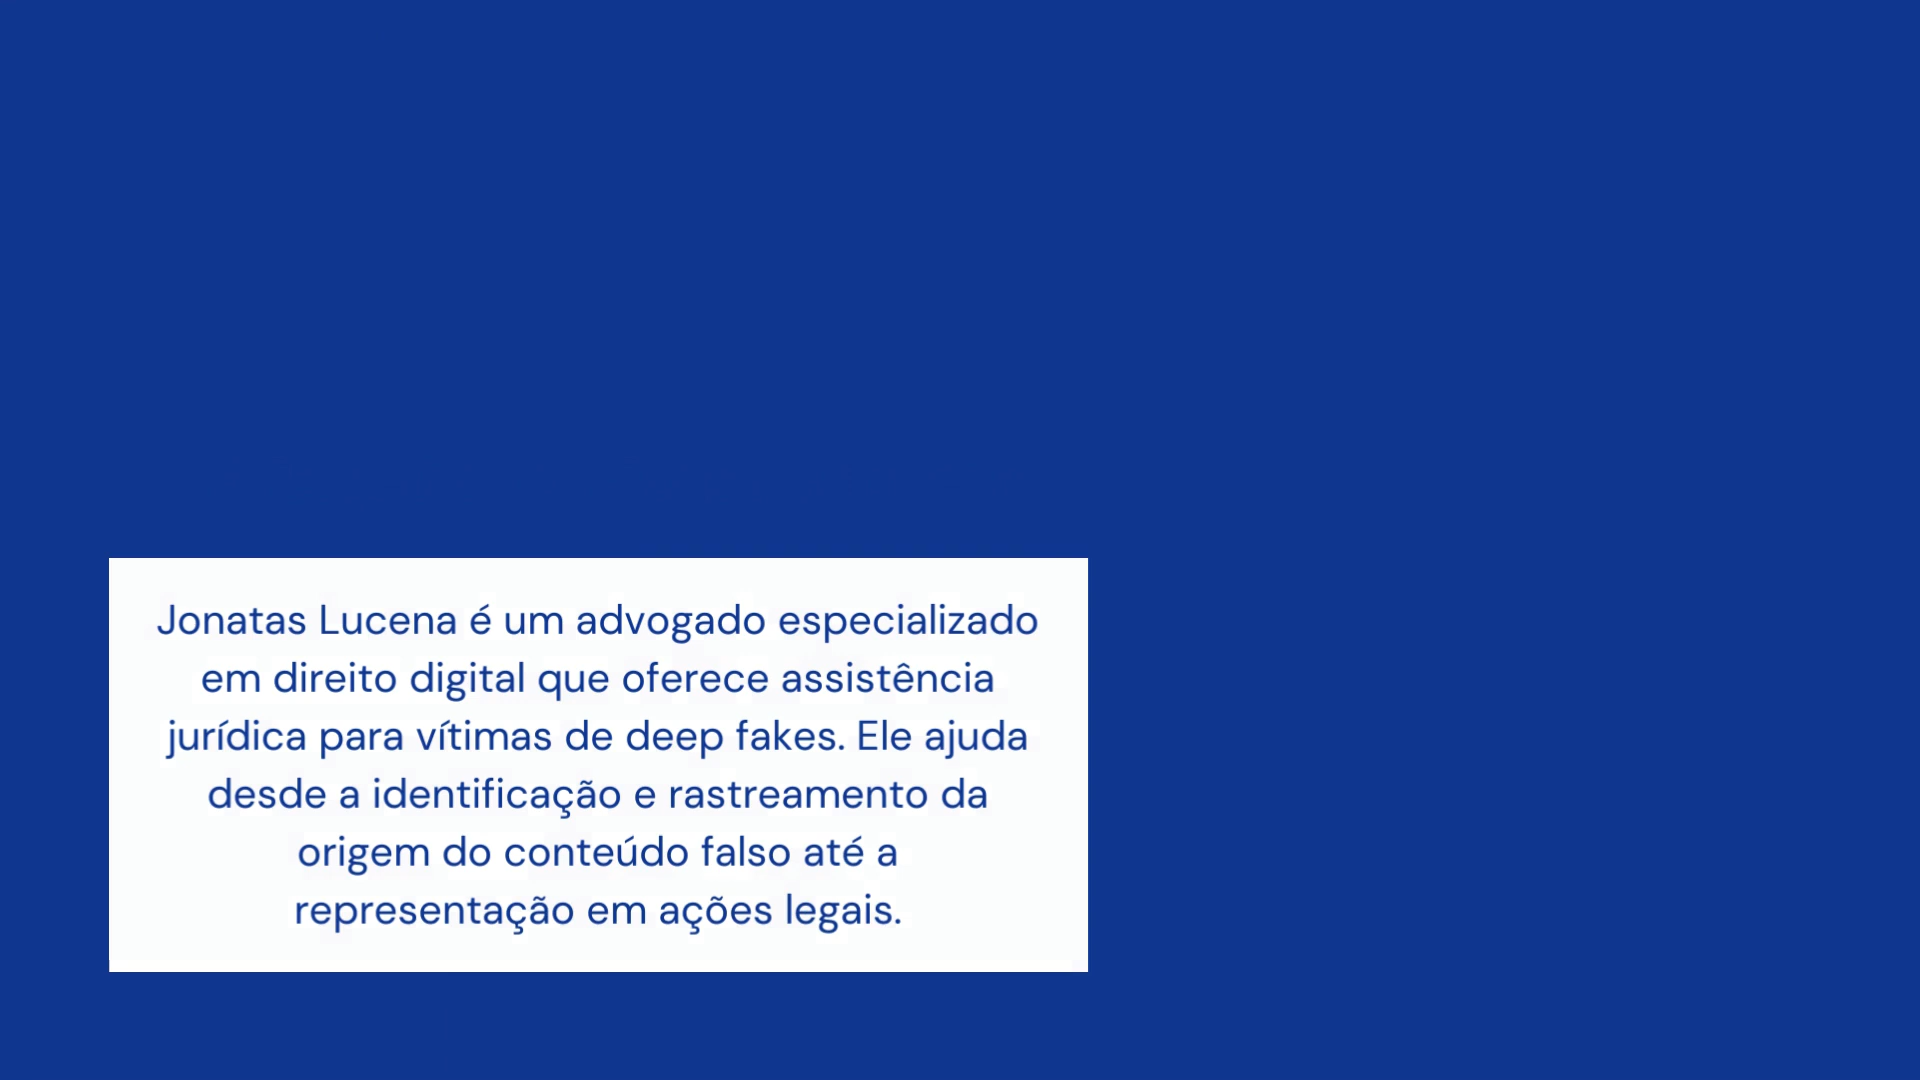 Jonatas Lucena é um advogado especializado
em direito digital que oferece assistência
jurídica para vítimas de deep fakes. Ele ajuda
desde a identificação e rastreamento da
origem do conteúdo falso até a
representação em ações legais.